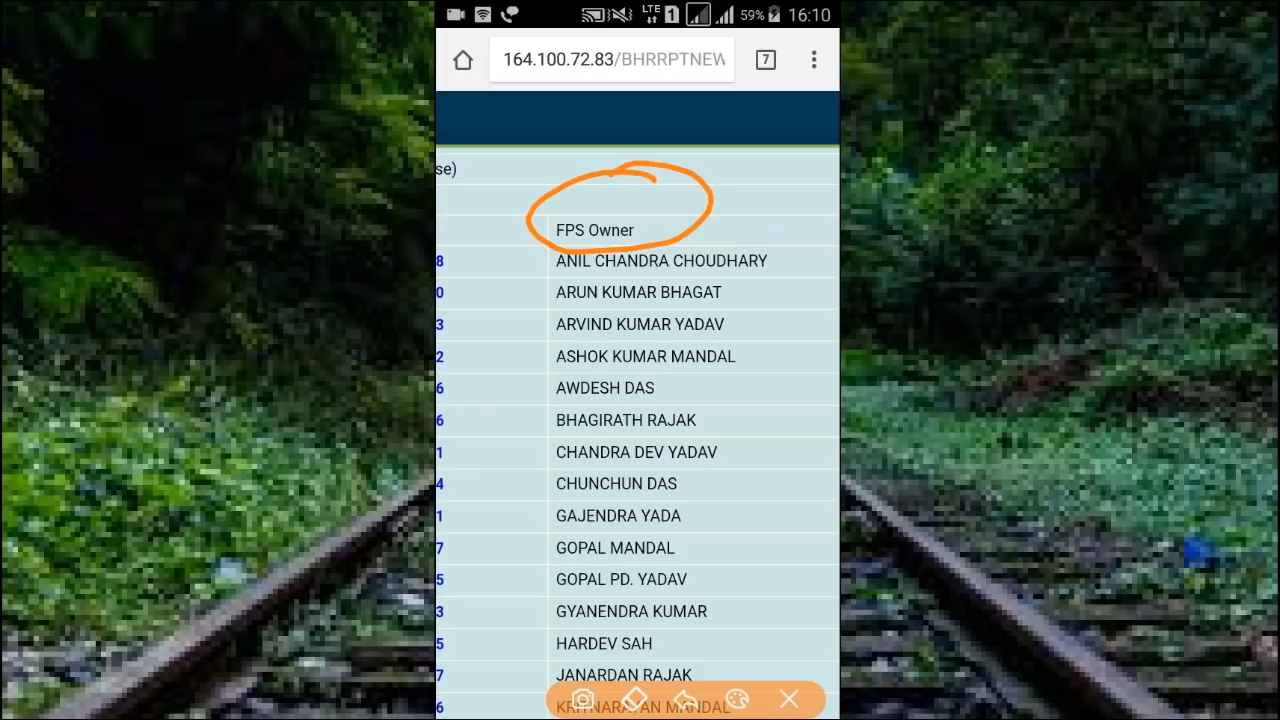 LTE 1 59% 16:10
164.100.72.83/BHRRPTNEW
7
se)
FPS Owner
8 ANIL CHANDRA CHOUDHARY
0 ARUN KUMAR BHAGAT
3 ARVIND KUMAR YADAV
2 ASHOK KUMAR MANDAL
6 AWDESH DAS
6 BHAGIRATH RAJAK
1 CHANDRA DEV YADAV
4 CHUNCHUN DAS
1 GAJENDRA YADA
7 GOPAL MANDAL
5 GOPAL PD. YADAV
3 GYANENDRA KUMAR
5 HARDEV SAH
7 JANARDAN RAJAK
6 KRITNARAYAN MANDAL